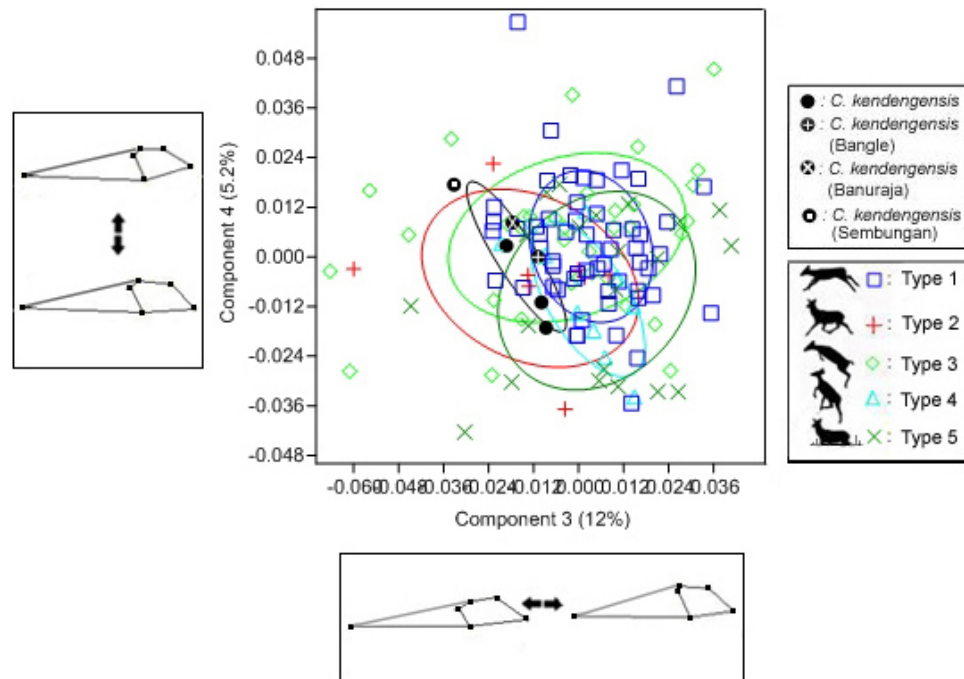 0.048
0.036
0.024
0.012
0.000
-0.012
-0.024
-0.036
-0.048
Component 4 (5.2%)
-0.060 -0.048 -0.036 -0.024 -0.012 0.000 0.012 0.024 0.036
Component 3 (12%)
: C. kendengensis
: C. kendengensis
(Bangle)
: C. kendengensis
(Banuraja)
: C. kendengensis
(Sembungan)
: Type 1
: Type 2
: Type 3
: Type 4
: Type 5